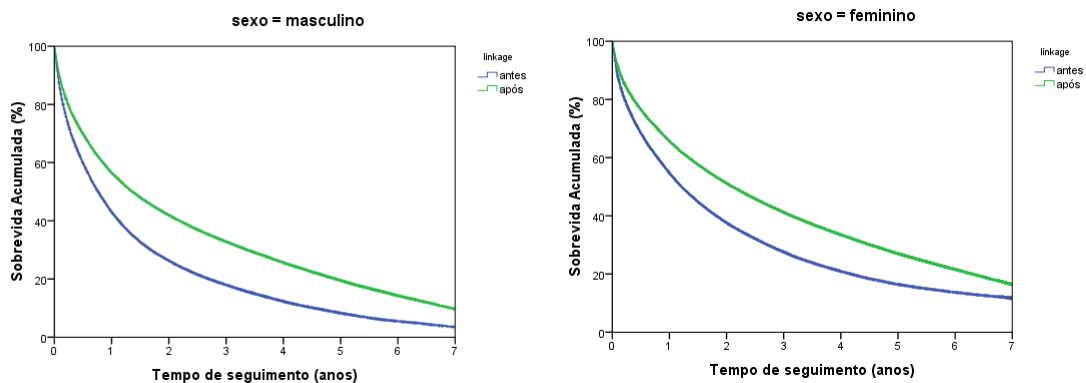 sexo = masculino
100
80
60
40
20
0
Sobrevida Acumulada (%)
0 1 2 3 4 5 6 7
Tempo de seguimento (anos)
linkage
antes
após
sexo = feminino
100
80
60
40
20
0
Sobrevida Acumulada (%)
0 1 2 3 4 5 6 7
Tempo de seguimento (anos)
linkage
antes
após